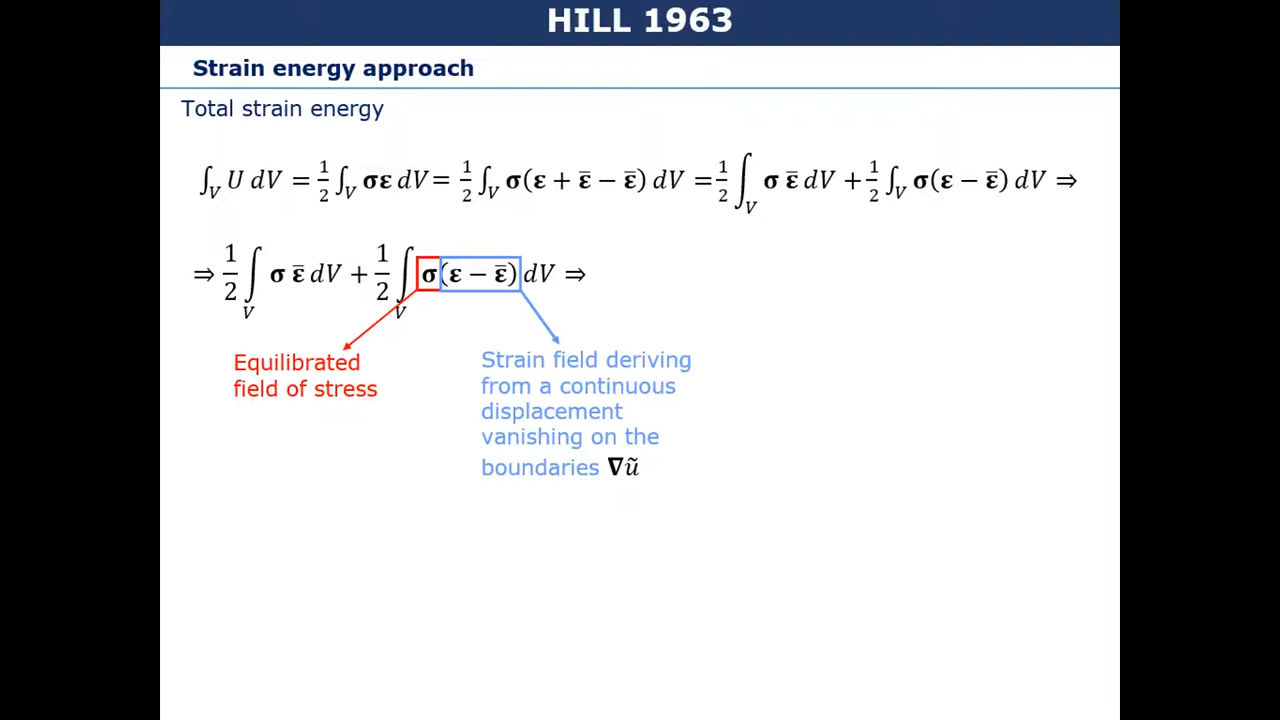 HILL 1963
Strain energy approach
Total strain energy
∫_V U dV = 1/2 ∫_V σε dV = 1/2 ∫_V σ(ε + ε̅ − ε̅) dV = 1/2 ∫_V σ ε̅ dV + 1/2 ∫_V σ(ε − ε̅) dV ⇒
⇒ 1/2 ∫_V σ ε̅ dV + 1/2 ∫_V σ(ε − ε̅) dV ⇒
Equilibrated
field of stress
Strain field deriving
from a continuous
displacement
vanishing on the
boundaries ∇ũ